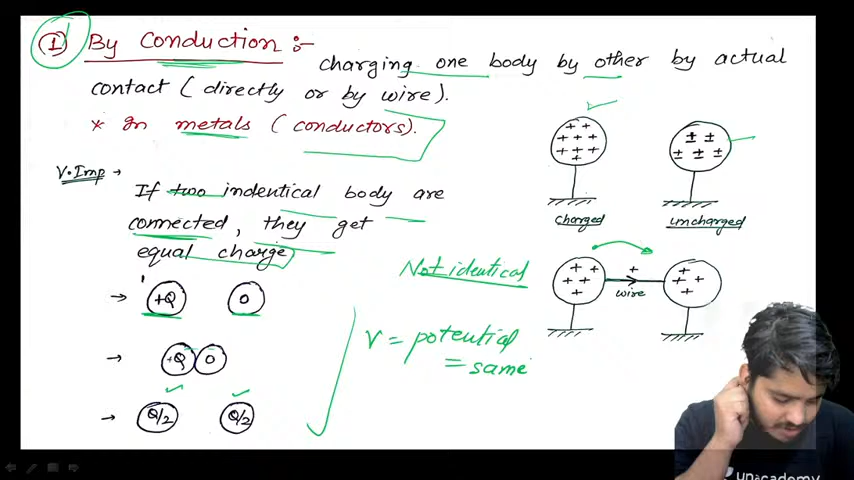 ① By Conduction :-
charging one body by other by actual
contact ( directly or by wire ).
* In metals ( conductors ).
V.Imp → If two indentical body are
connected, they get
equal charge
→ +Q 0
→ +Q 0
→ Q/2 Q/2
Not identical
V = potential
= same
+ +
+ + +
+ + +
+
± ±
± ± ±
charged
uncharged
+ +
+ +
+
+
wire
+
+ +
+
unacademy